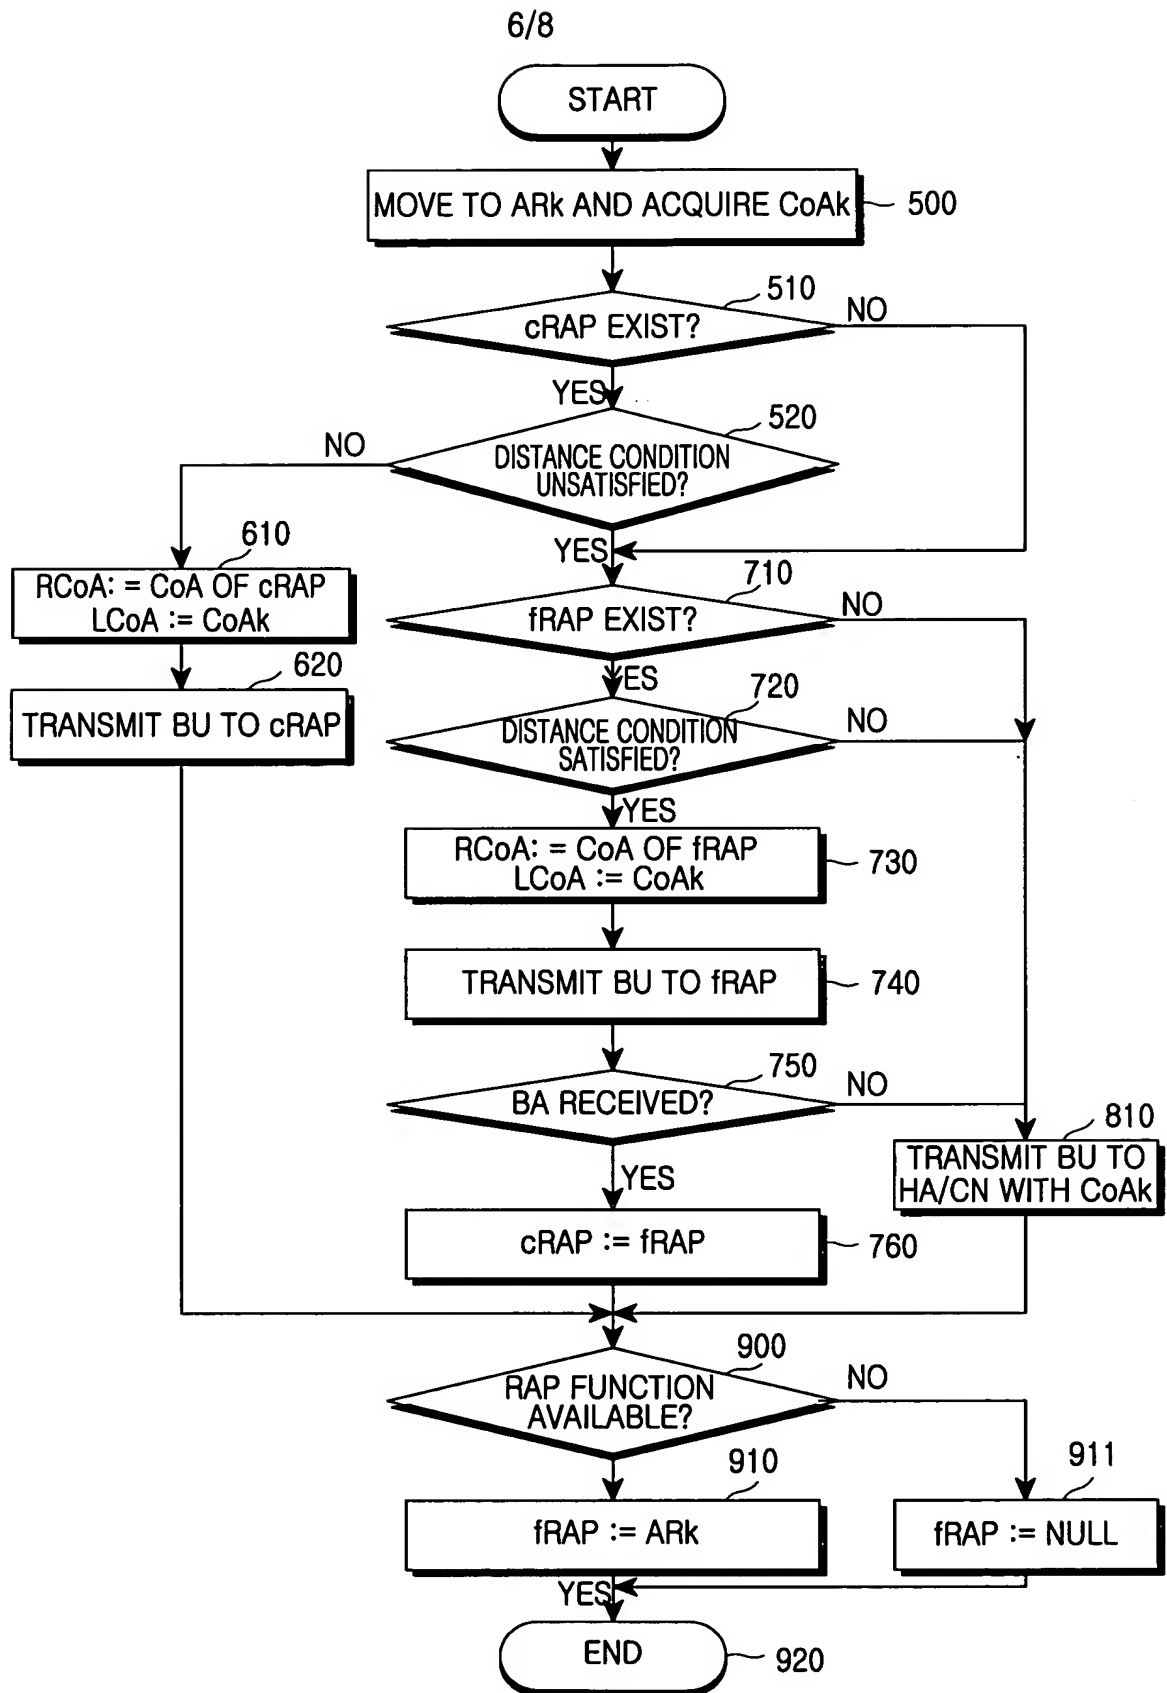 6/8
START
MOVE TO ARk AND ACQUIRE CoAk
500
510
cRAP EXIST?
NO
YES
520
NO
DISTANCE CONDITION
UNSATISFIED?
YES
610
RCoA: = CoA OF cRAP
LCoA := CoAk
710
fRAP EXIST?
NO
620
TRANSMIT BU TO cRAP
YES
720
DISTANCE CONDITION
SATISFIED?
NO
YES
RCoA: = CoA OF fRAP
LCoA := CoAk
730
TRANSMIT BU TO fRAP
740
750
BA RECEIVED?
NO
810
TRANSMIT BU TO
HA/CN WITH CoAk
YES
cRAP := fRAP
760
900
RAP FUNCTION
AVAILABLE?
NO
910
fRAP := ARk
911
fRAP := NULL
YES
END
920